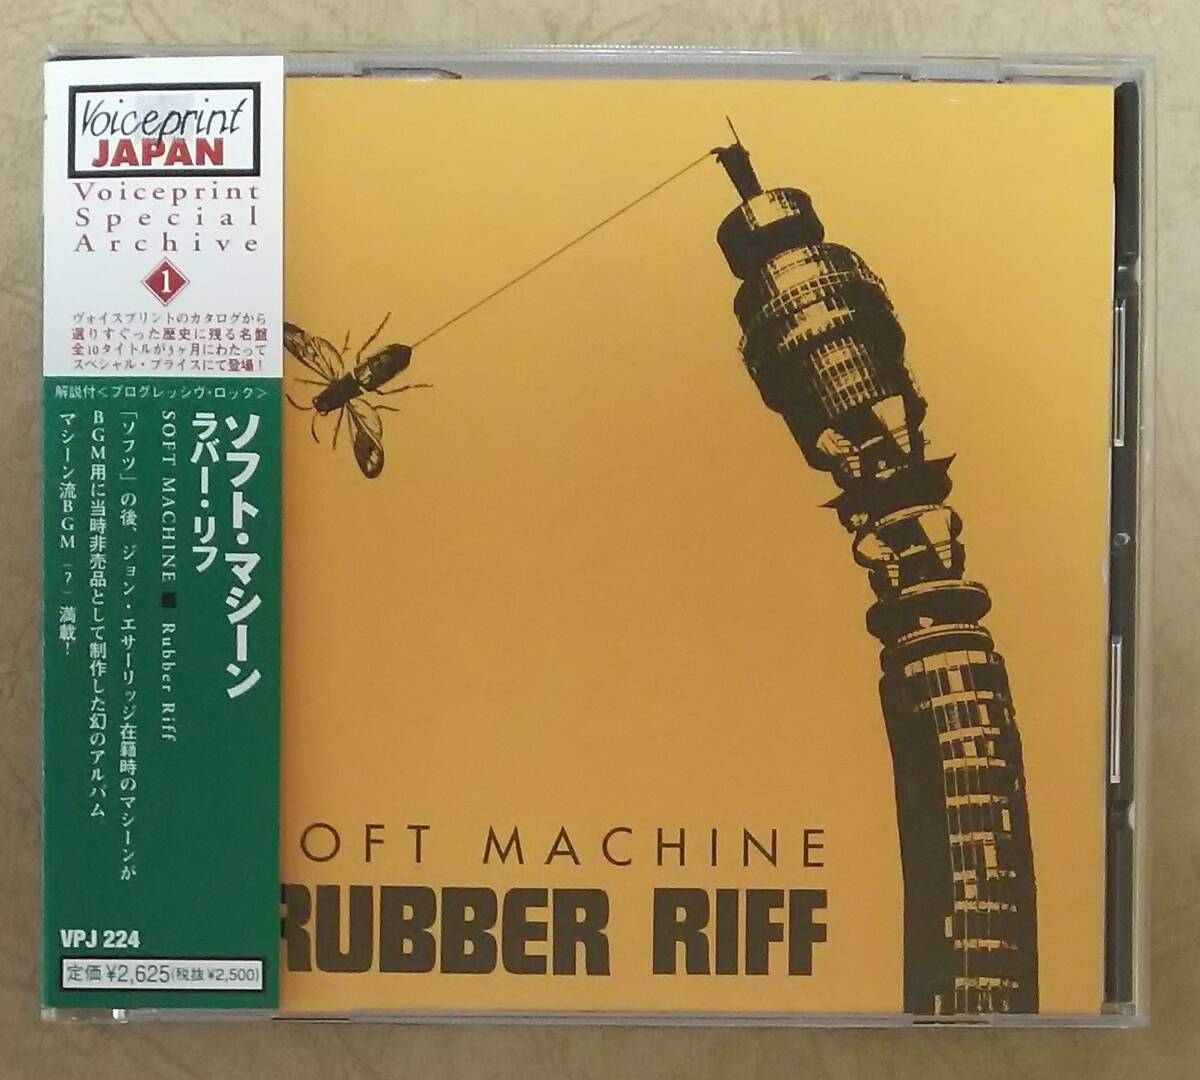 Voiceprint
JAPAN
Voiceprint
Special
Archive
1
ヴォイスプリントのカタログから
選りすぐった歴史に残る名盤
全10タイトルが3ヶ月にわたって
スペシャル・プライスにて登場!
解説付<プログレッシヴ・ロック>
ソフト・マシーン
ラバー・リフ
SOFT MACHINE Rubber Riff
「ソフツ」の後、ジョン・エサーリッジ在籍時のマシーンが
BGM用に当時非売品として制作した幻のアルバム
マシーン流BGM(?)満載!
VPJ 224
定価¥2,625(税抜¥2,500)
OFT MACHINE
RUBBER RIFF